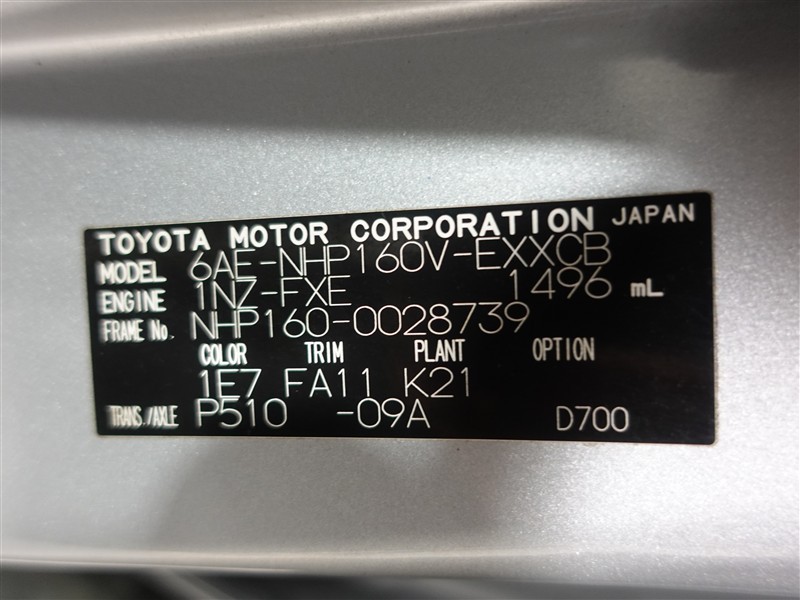 TOYOTA MOTOR CORPORATION JAPAN
MODEL 6AE-NHP160V-EXXCB
ENGINE 1NZ-FXE 1496 mL
FRAME No. NHP160-0028739
COLOR TRIM PLANT OPTION
1E7 FA11 K21
TRANS./AXLE P510 -09A D700